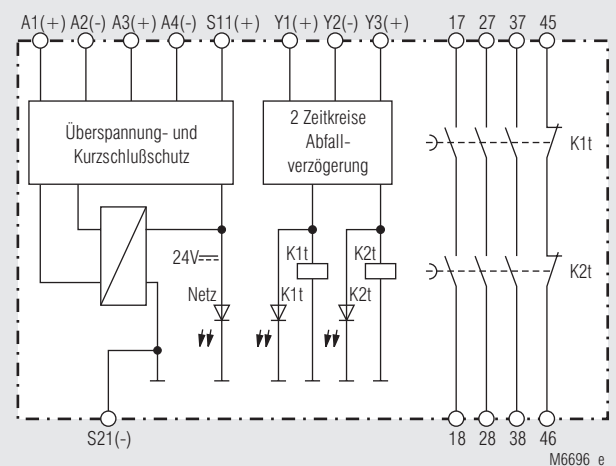 A1(+) A2(-) A3(+) A4(-) S11(+) Y1(+) Y2(-) Y3(+) 17 27 37 45
Überspannung- und
Kurzschlußschutz
2 Zeitkreise
Abfall-
verzögerung
K1t
24V
K1t
K2t
K2t
Netz
K1t
K2t
S21(-)
18 28 38 46
M6696_e